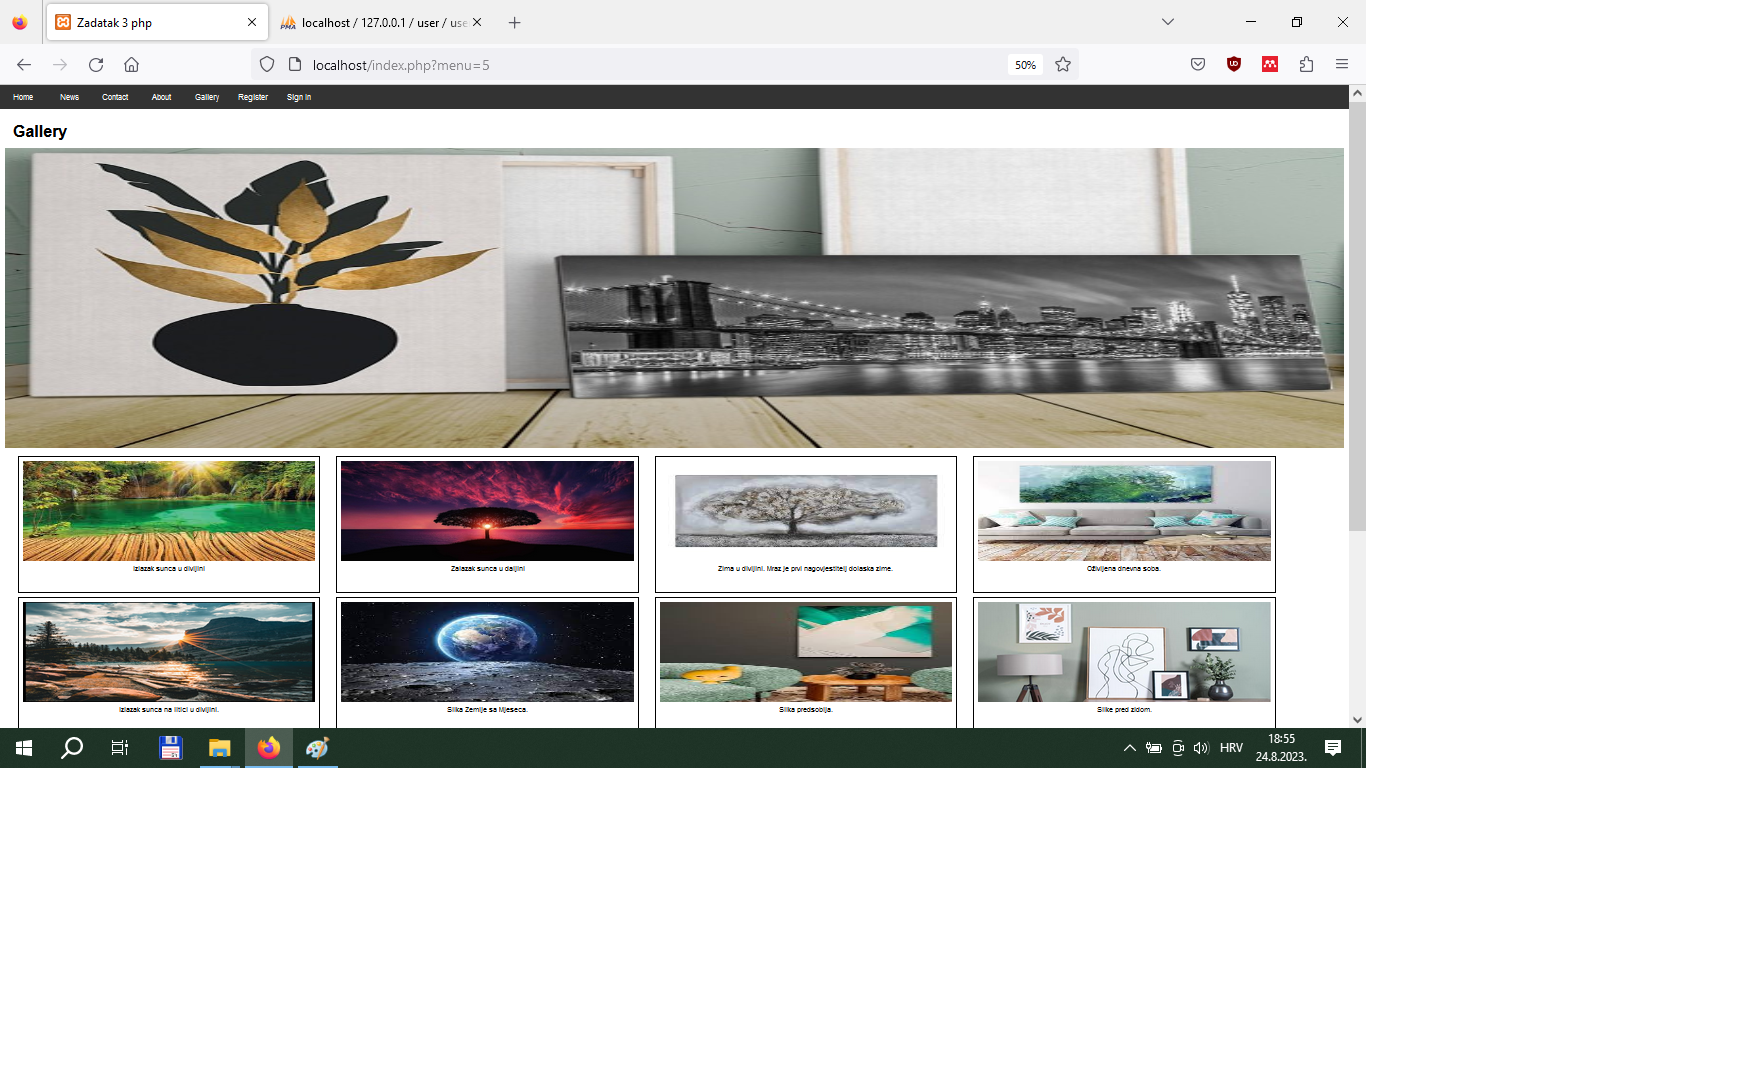 Zadatak 3 php
localhost / 127.0.0.1 / user / use
localhost/index.php?menu=5
50%
Home News Contact About Gallery Register Sign In
Gallery
Izlazak sunca u divljini
Zalazak sunca u daljini
Zima u divljini. Mraz je prvi nagovjestitelj dolaska zime.
Oživljena dnevna soba.
Izlazak sunca na litici u divljini.
Slika Zemlje sa Mjeseca.
Slika predsoblja.
Slike pred zidom.
HRV
18:55
24.8.2023.